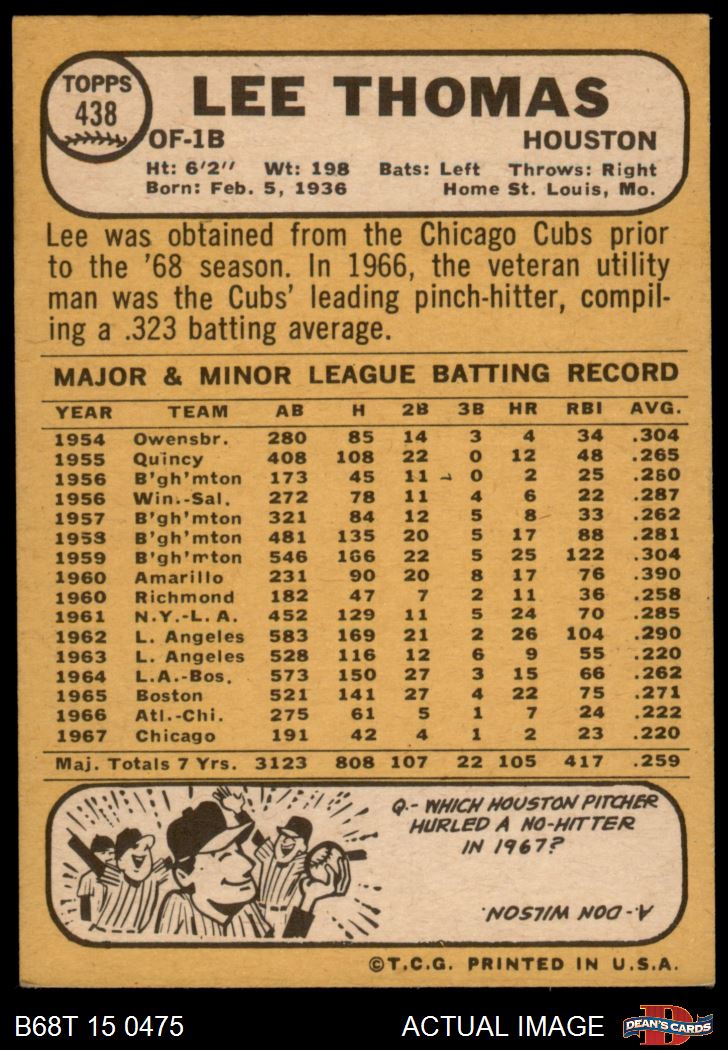 TOPPS
438
LEE THOMAS
OF-1B HOUSTON
Ht: 6'2" Wt: 198 Bats: Left Throws: Right
Born: Feb. 5, 1936 Home St. Louis, Mo.
Lee was obtained from the Chicago Cubs prior
to the '68 season. In 1966, the veteran utility
man was the Cubs' leading pinch-hitter, compil-
ing a .323 batting average.
MAJOR & MINOR LEAGUE BATTING RECORD
YEAR TEAM AB H 2B 3B HR RBI AVG.
1954 Owensbr. 280 85 14 3 4 34 .304
1955 Quincy 408 108 22 0 12 48 .265
1956 B'gh'mton 173 45 11 0 2 25 .260
1956 Win.-Sal. 272 78 11 4 6 22 .287
1957 B'gh'mton 321 84 12 5 8 33 .262
1958 B'gh'mton 481 135 20 5 17 88 .281
1959 B'gh'mton 546 166 22 5 25 122 .304
1960 Amarillo 231 90 20 8 17 76 .390
1960 Richmond 182 47 7 2 11 36 .258
1961 N.Y.-L. A. 452 129 11 5 24 70 .285
1962 L. Angeles 583 169 21 2 26 104 .290
1963 L. Angeles 528 116 12 6 9 55 .220
1964 L.A.-Bos. 573 150 27 3 15 66 .262
1965 Boston 521 141 27 4 22 75 .271
1966 Atl.-Chi. 275 61 5 1 7 24 .222
1967 Chicago 191 42 4 1 2 23 .220
Maj. Totals 7 Yrs. 3123 808 107 22 105 417 .259
Q.- WHICH HOUSTON PITCHER
HURLED A NO-HITTER
IN 1967?
A- DON WILSON.
©T.C.G. PRINTED IN U.S.A.
B68T 15 0475 ACTUAL IMAGE
D
DEAN'S CARDS